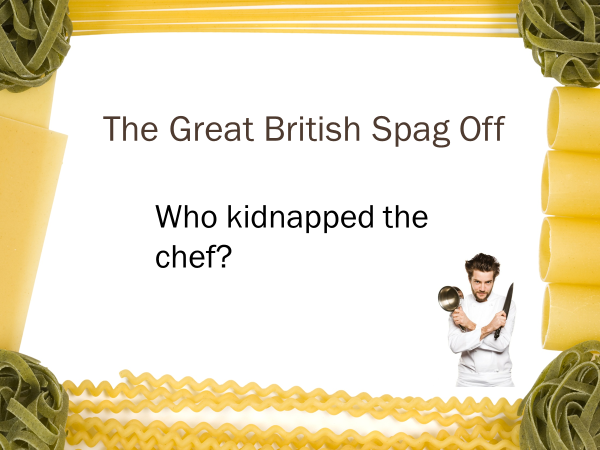 The Great British Spag Off
Who kidnapped the
chef?